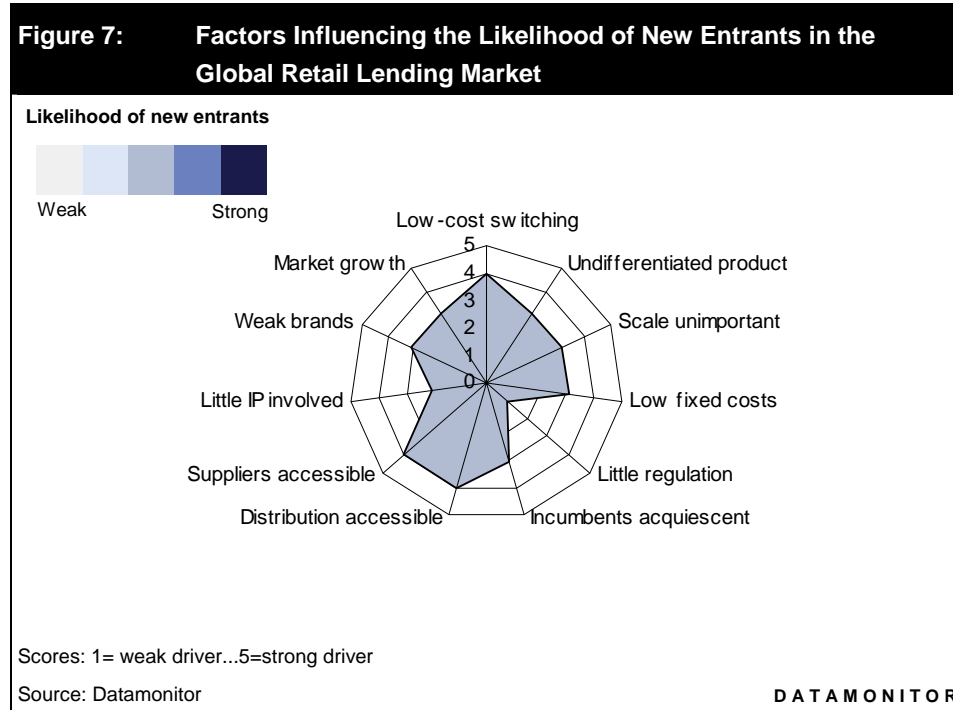 Figure 7: Factors Influencing the Likelihood of New Entrants in the
Global Retail Lending Market
Likelihood of new entrants
Weak Strong
Low-cost switching
5
Market growth Undifferentiated product
4
3
Weak brands Scale unimportant
2
1
0
Little IP involved Low fixed costs
Suppliers accessible Little regulation
Distribution accessible Incumbents acquiescent
Scores: 1= weak driver...5=strong driver
Source: Datamonitor DATAMONITOR